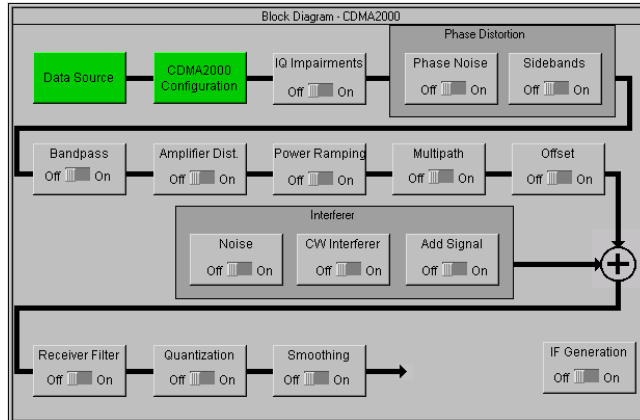 Block Diagram - CDMA2000
Phase Distortion
Data Source
CDMA2000
Configuration
IQ Impairments
Off On
Phase Noise
Off On
Sidebands
Off On
Bandpass
Off On
Amplifier Dist.
Off On
Power Ramping
Off On
Multipath
Off On
Offset
Off On
Interferer
Noise
Off On
CW Interferer
Off On
Add Signal
Off On
Receiver Filter
Off On
Quantization
Off On
Smoothing
Off On
IF Generation
Off On